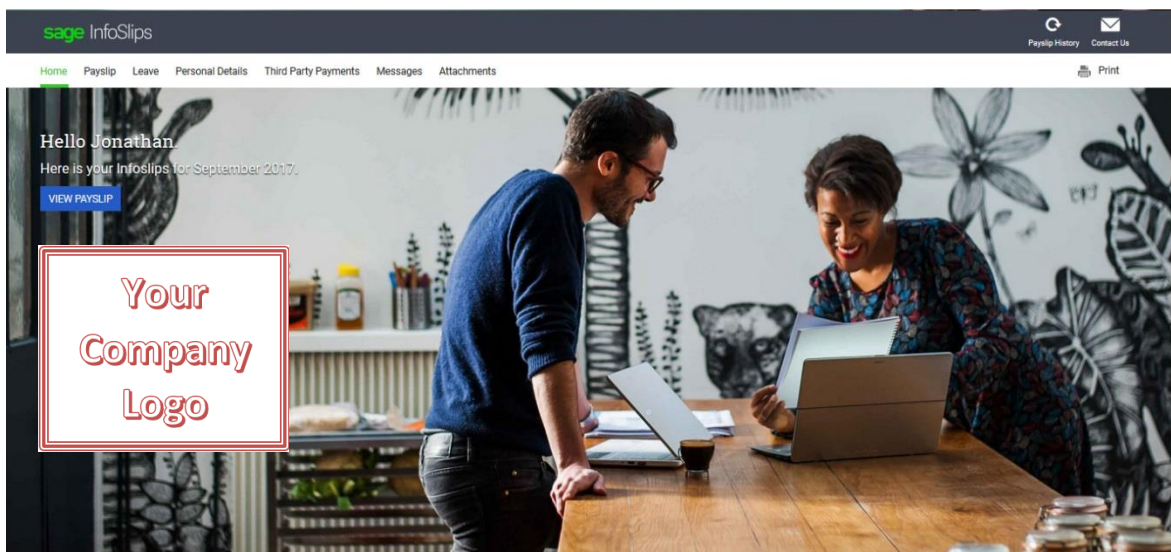 sage InfoSlips
Payslip History
Contact Us
Home Payslip Leave Personal Details Third Party Payments Messages Attachments
Print
Hello Jonathan.
Here is your Infoslips for September 2017.
VIEW PAYSLIP
Your
Company
Logo